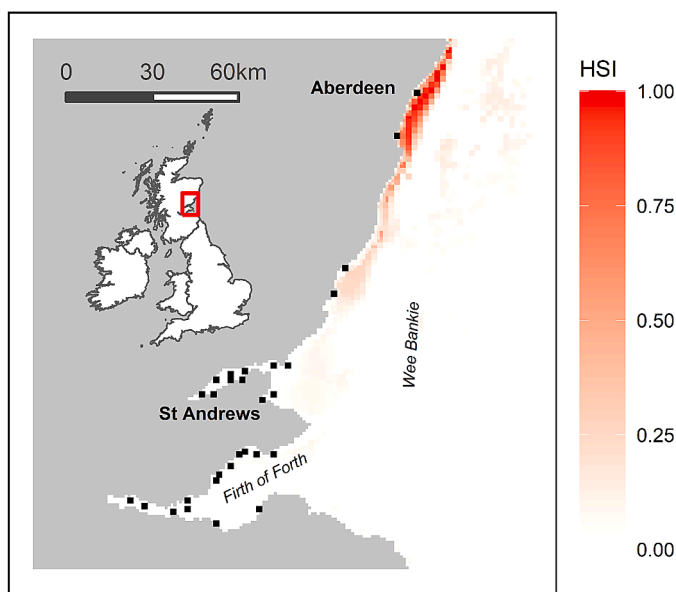 0 30 60km
Aberdeen
Wee Bankie
St Andrews
Firth of Forth
HSI
1.00
0.75
0.50
0.25
0.00